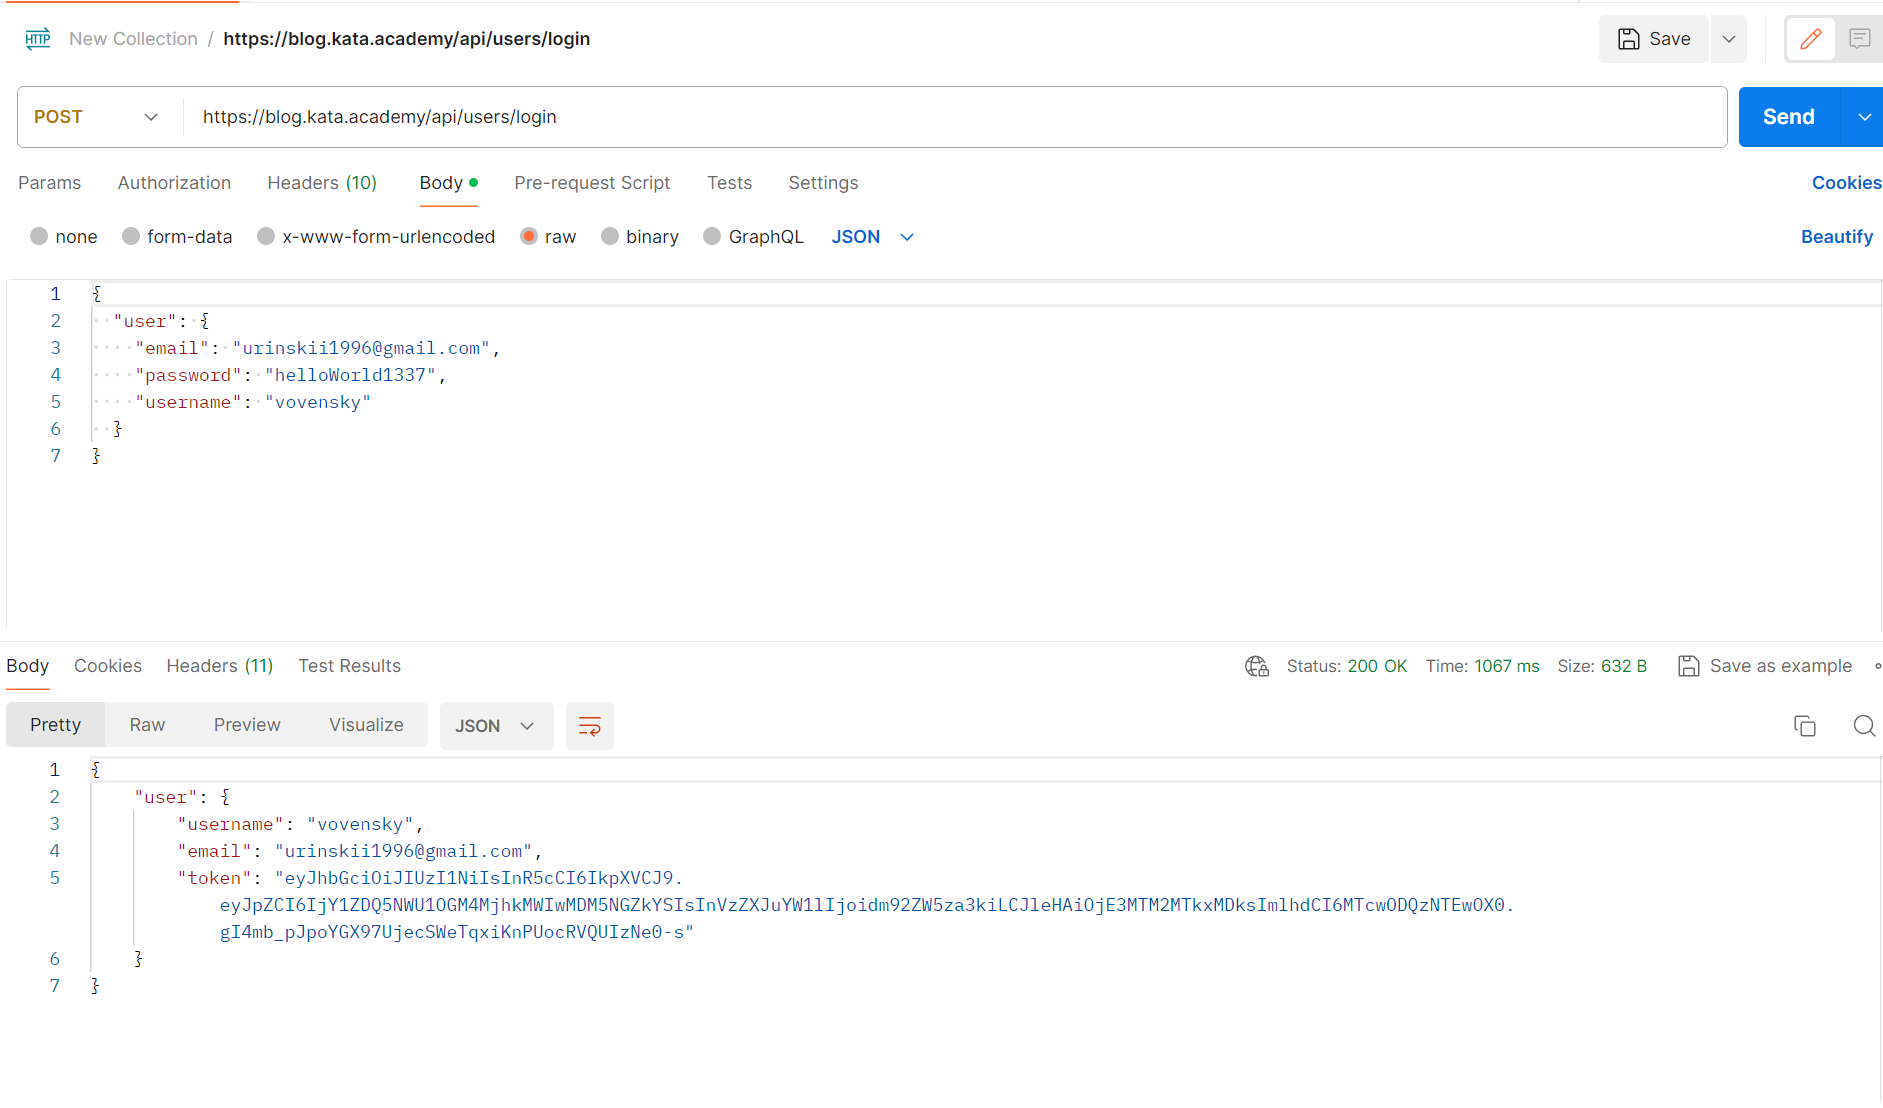 HTTP New Collection / https://blog.kata.academy/api/users/login Save
POST https://blog.kata.academy/api/users/login Send
Params Authorization Headers (10) Body Pre-request Script Tests Settings Cookies
none form-data x-www-form-urlencoded raw binary GraphQL JSON Beautify
1 {
2 "user": {
3 "email": "urinskii1996@gmail.com",
4 "password": "helloWorld1337",
5 "username": "vovensky"
6 }
7 }
Body Cookies Headers (11) Test Results Status: 200 OK Time: 1067 ms Size: 632 B Save as example
Pretty Raw Preview Visualize JSON
1 {
2 "user": {
3 "username": "vovensky",
4 "email": "urinskii1996@gmail.com",
5 "token": "eyJhbGciOiJIUzI1NiIsInR5cCI6IkpXVCJ9.
eyJpZCI6IjY1ZDQ5NWU1OGM4MjhkMWIwMDM5NGZkYSIsInVzZXJuYW1lIjoidm92ZW5za3kiLCJleHAiOjE3MTM2MTkxMDksImlhdCI6MTcwODQzNTEwOX0.
gI4mb_pJpoYGX97UjecSWeTqxiKnPUocRVQUIzNe0-s"
6 }
7 }